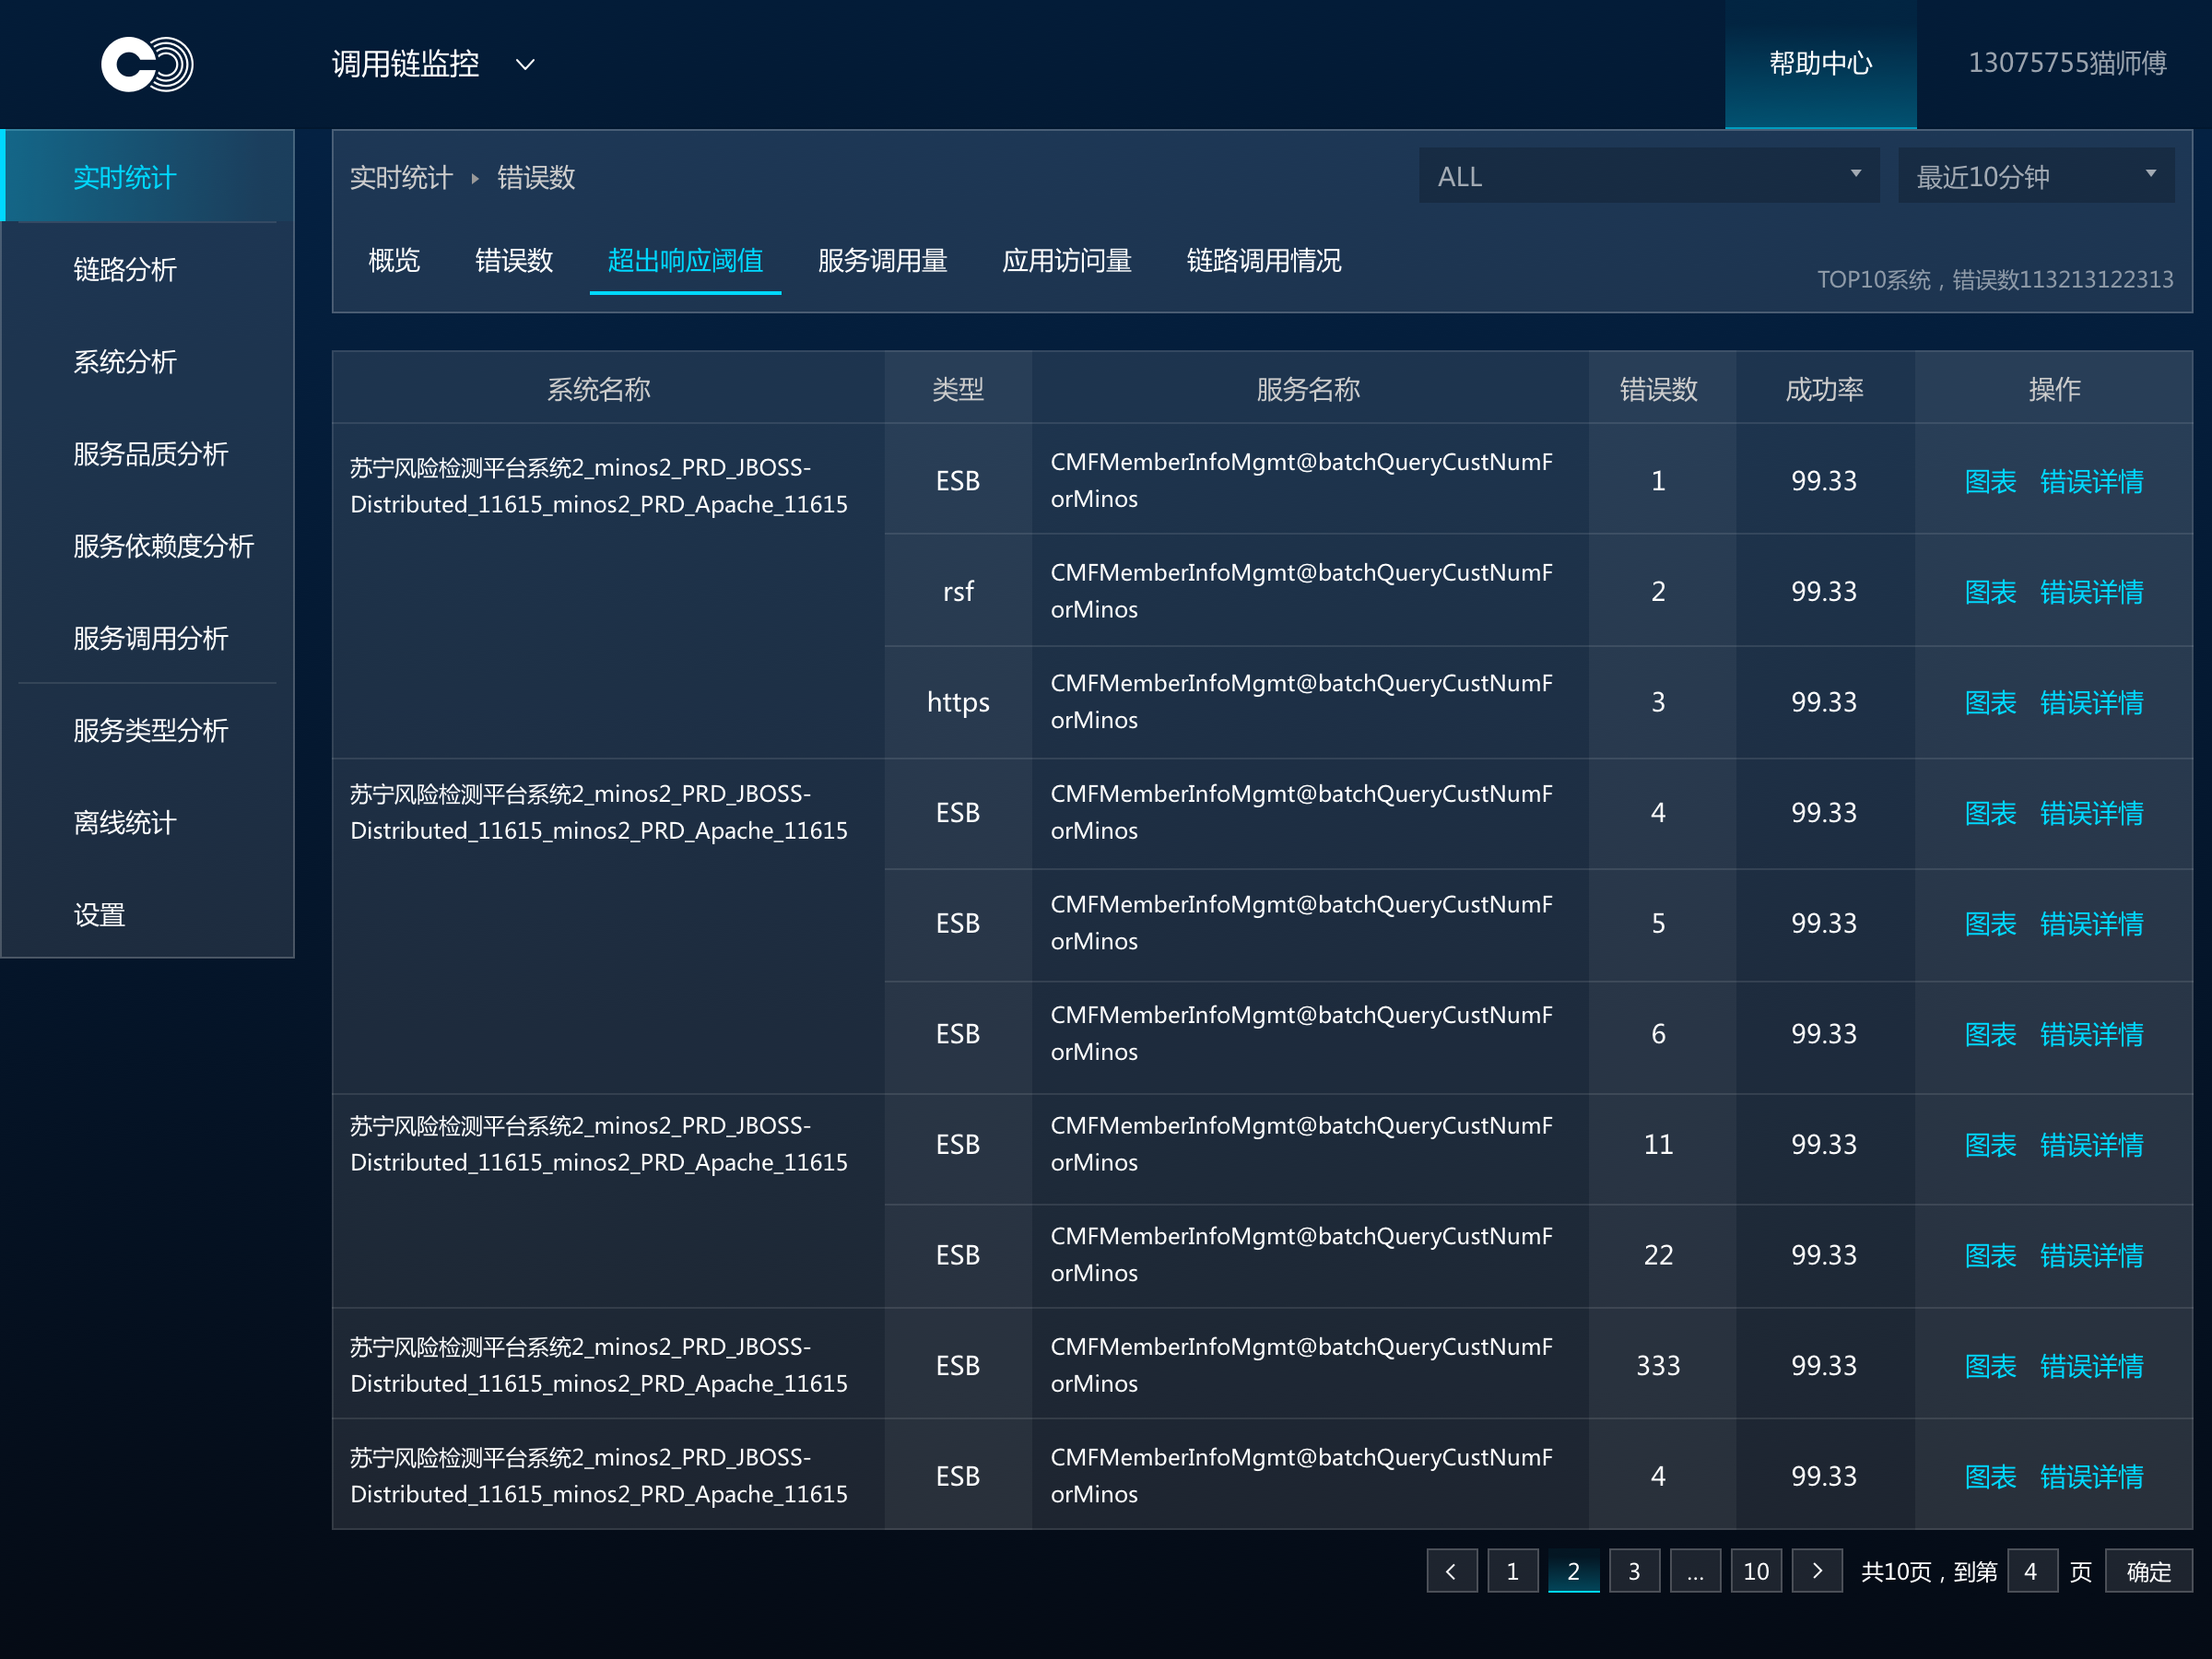 调用链监控
帮助中心
13075755猫师傅
实时统计
链路分析
系统分析
服务品质分析
服务依赖度分析
服务调用分析
服务类型分析
离线统计
设置
实时统计 错误数
ALL
最近10分钟
概览 错误数 超出响应阈值 服务调用量 应用访问量 链路调用情况
TOP10系统，错误数113213122313
系统名称 类型 服务名称 错误数 成功率 操作
苏宁风险检测平台系统2_minos2_PRD_JBOSS-
Distributed_11615_minos2_PRD_Apache_11615
ESB
CMFMemberInfoMgmt@batchQueryCustNumF
orMinos
1 99.33 图表 错误详情
rsf
CMFMemberInfoMgmt@batchQueryCustNumF
orMinos
2 99.33 图表 错误详情
https
CMFMemberInfoMgmt@batchQueryCustNumF
orMinos
3 99.33 图表 错误详情
苏宁风险检测平台系统2_minos2_PRD_JBOSS-
Distributed_11615_minos2_PRD_Apache_11615
ESB
CMFMemberInfoMgmt@batchQueryCustNumF
orMinos
4 99.33 图表 错误详情
ESB
CMFMemberInfoMgmt@batchQueryCustNumF
orMinos
5 99.33 图表 错误详情
ESB
CMFMemberInfoMgmt@batchQueryCustNumF
orMinos
6 99.33 图表 错误详情
苏宁风险检测平台系统2_minos2_PRD_JBOSS-
Distributed_11615_minos2_PRD_Apache_11615
ESB
CMFMemberInfoMgmt@batchQueryCustNumF
orMinos
11 99.33 图表 错误详情
ESB
CMFMemberInfoMgmt@batchQueryCustNumF
orMinos
22 99.33 图表 错误详情
苏宁风险检测平台系统2_minos2_PRD_JBOSS-
Distributed_11615_minos2_PRD_Apache_11615
ESB
CMFMemberInfoMgmt@batchQueryCustNumF
orMinos
333 99.33 图表 错误详情
苏宁风险检测平台系统2_minos2_PRD_JBOSS-
Distributed_11615_minos2_PRD_Apache_11615
ESB
CMFMemberInfoMgmt@batchQueryCustNumF
orMinos
4 99.33 图表 错误详情
1 2 3 ... 10 共10页，到第 4 页 确定